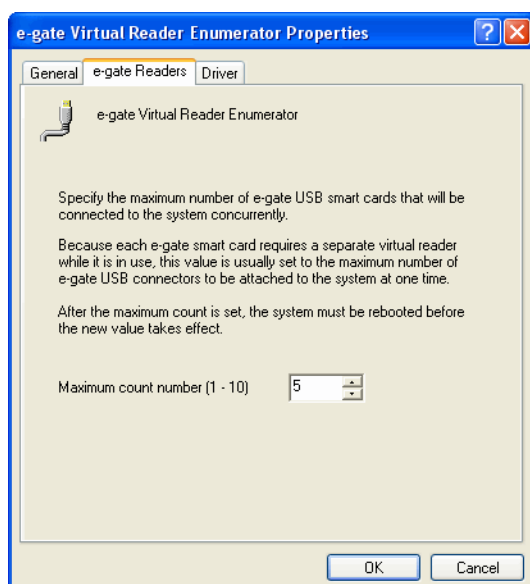 e-gate Virtual Reader Enumerator Properties
General e-gate Readers Driver
e-gate Virtual Reader Enumerator
Specify the maximum number of e-gate USB smart cards that will be
connected to the system concurrently.
Because each e-gate smart card requires a separate virtual reader
while it is in use, this value is usually set to the maximum number of
e-gate USB connectors to be attached to the system at one time.
After the maximum count is set, the system must be rebooted before
the new value takes effect.
Maximum count number (1 - 10) 5
OK Cancel